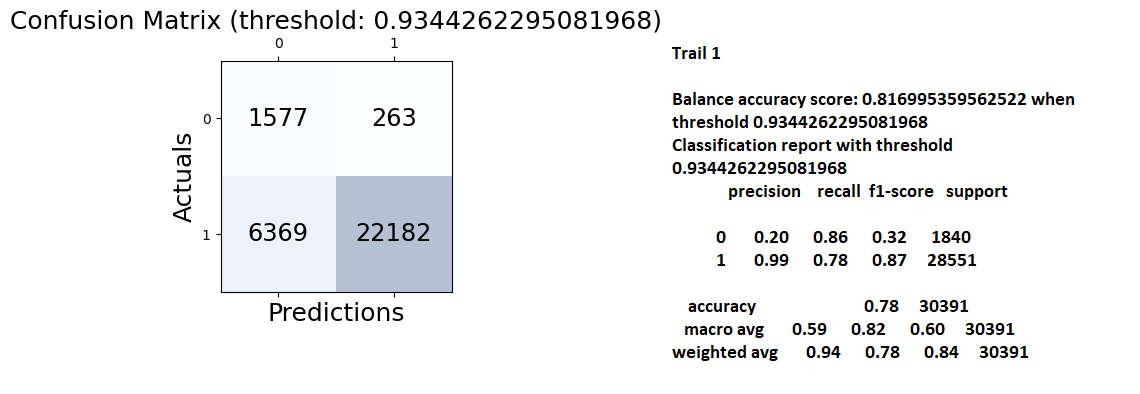 Confusion Matrix (threshold: 0.9344262295081968)
0 1
0 1577 263
1 6369 22182
Actuals
Predictions
Trail 1
Balance accuracy score: 0.816995359562522 when
threshold 0.9344262295081968
Classification report with threshold
0.9344262295081968
precision recall f1-score support
0 0.20 0.86 0.32 1840
1 0.99 0.78 0.87 28551
accuracy 0.78 30391
macro avg 0.59 0.82 0.60 30391
weighted avg 0.94 0.78 0.84 30391